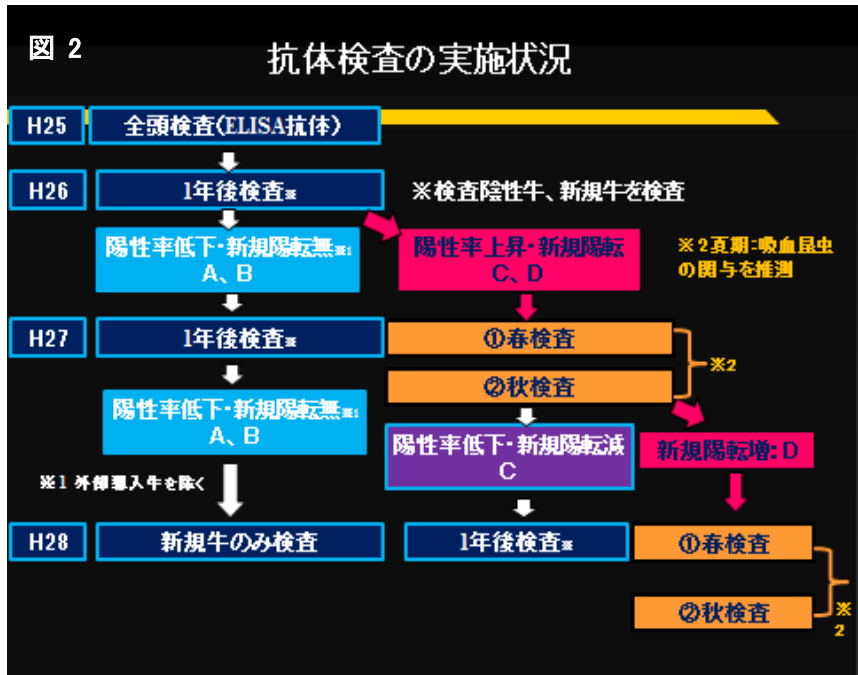 図 2
抗体検査の実施状況
H25
全頭検査(ELISA抗体)
H26
1年後検査※
※検査陰性牛、新規牛を検査
陽性率低下・新規陽転無※1
A、B
陽性率上昇・新規陽転
C、D
※2夏期:吸血昆虫
の関与を推測
H27
1年後検査※
①春検査
②秋検査
※2
陽性率低下・新規陽転無※1
A、B
陽性率低下・新規陽転減
C
新規陽転増:D
※1 外部導入牛を除く
H28
新規牛のみ検査
1年後検査※
①春検査
②秋検査
※
2